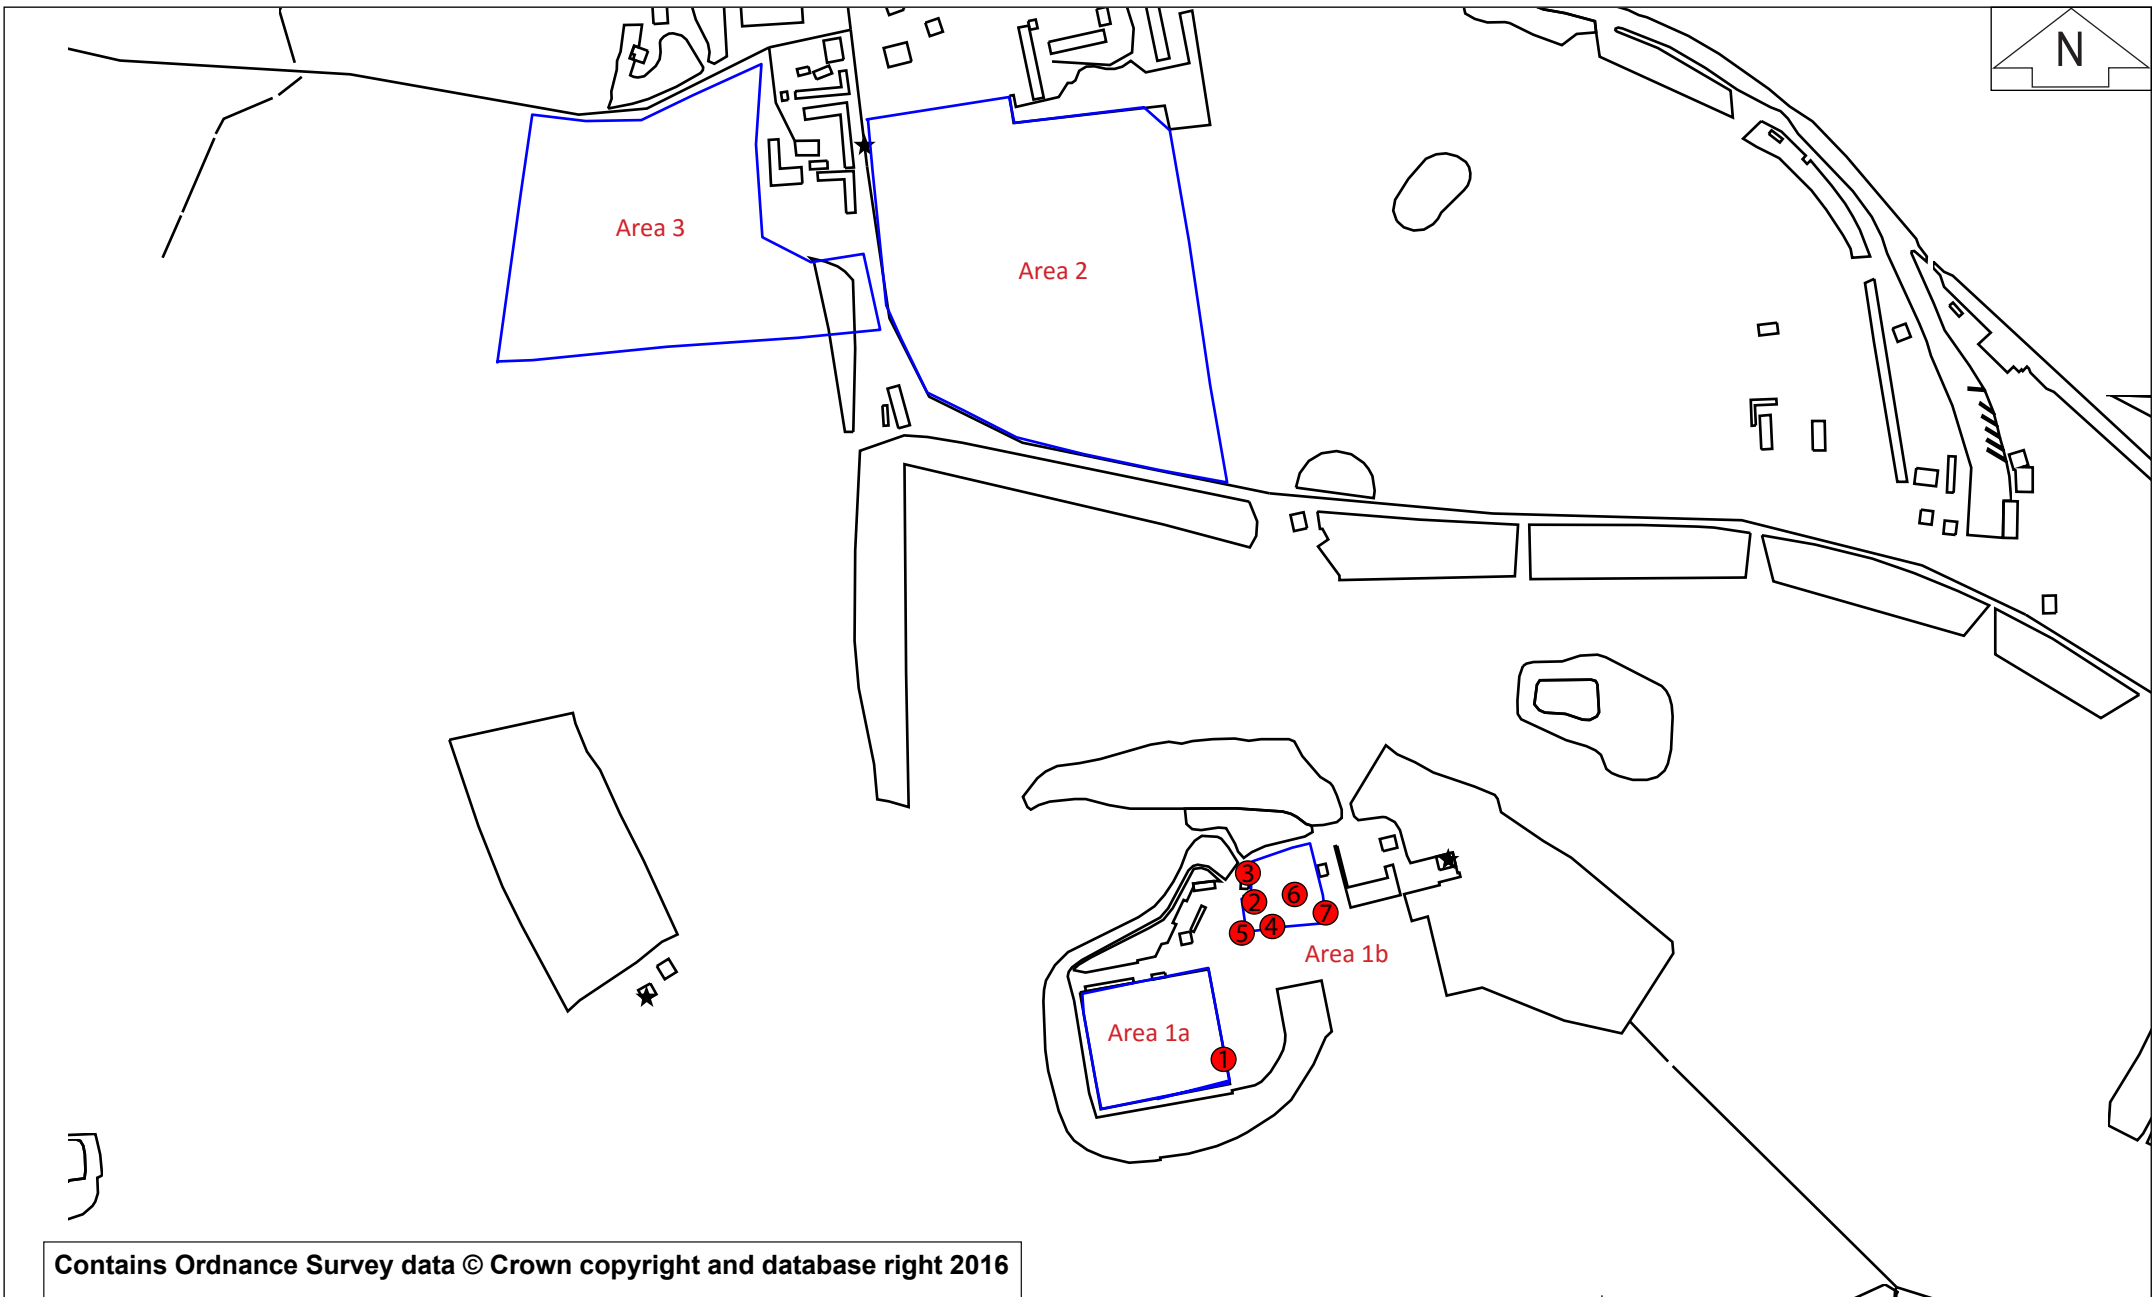 N
Area 3
Area 2
3
6
2
7
4
5
Area 1b
Area 1a
1
Contains Ordnance Survey data © Crown copyright and database right 2016